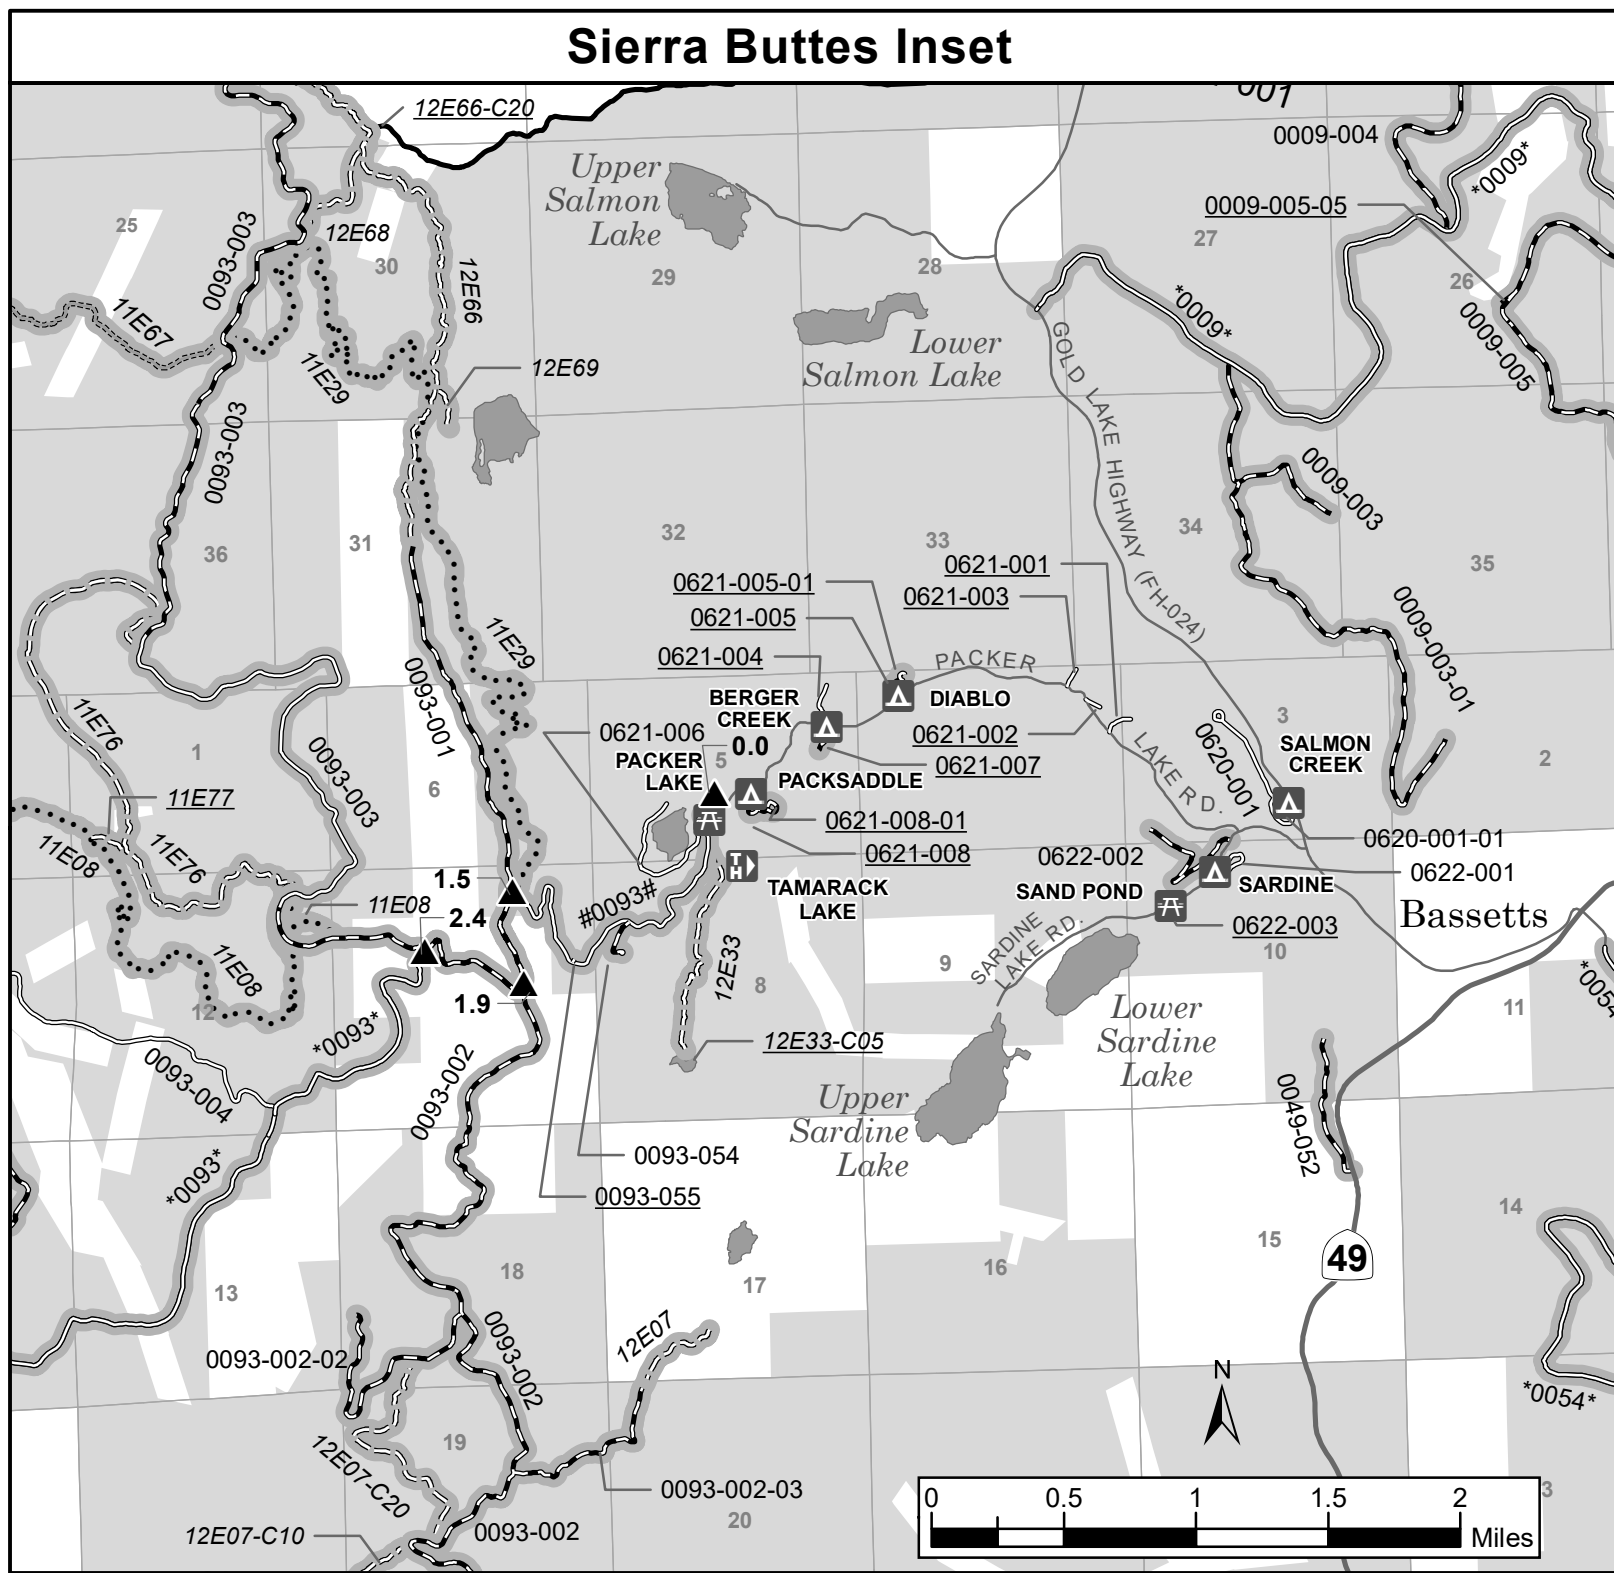 Sierra Buttes Inset
12E66-C20
001
0009-004
*0009*
Upper
Salmon
Lake
0009-005-05
25
0093-003
12E68
30
27
29
28
26
12E66
*0009*
11E67
0009-005
GOLD LAKE HIGHWAY (FH-024)
Lower
Salmon Lake
11E29
12E69
0093-003
0009-003
36
31
32
33
34
35
0621-001
0621-005-01
0621-003
0621-005
0009-003-01
11E29
0621-004
PACKER
LAKE RD.
0093-001
BERGER
CREEK
DIABLO
11E76
3
0621-006
0.0
0621-002
1
0093-003
PACKER
LAKE
5
0621-007
0620-001
SALMON
CREEK
2
6
PACKSADDLE
11E77
0621-008-01
0620-001-01
11E08
11E76
0621-008
0622-002
0622-001
1.5
T
H
TAMARACK
LAKE
SAND POND
SARDINE
11E08
#0093#
2.4
Bassetts
0622-003
SARDINE
LAKE RD.
11E08
12E33
9
10
8
*0054
12
1.9
11
*0093*
Lower
Sardine
Lake
12E33-C05
0093-004
0093-002
Upper
Sardine
Lake
0049-052
0093-054
*0093*
0093-055
14
15
49
13
18
17
16
0093-002-02
0093-002
12E07
*0054*
N
19
12E07-C20
0093-002-03
0 0.5 1 1.5 2
Miles
3
20
0093-002
12E07-C10